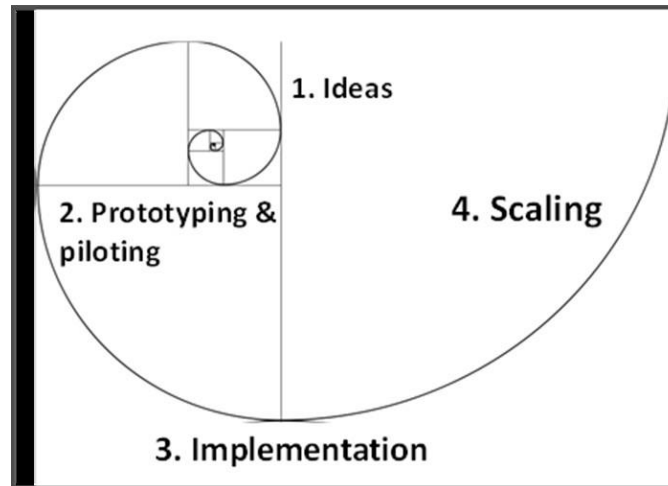 1. Ideas
2. Prototyping &
piloting
4. Scaling
3. Implementation